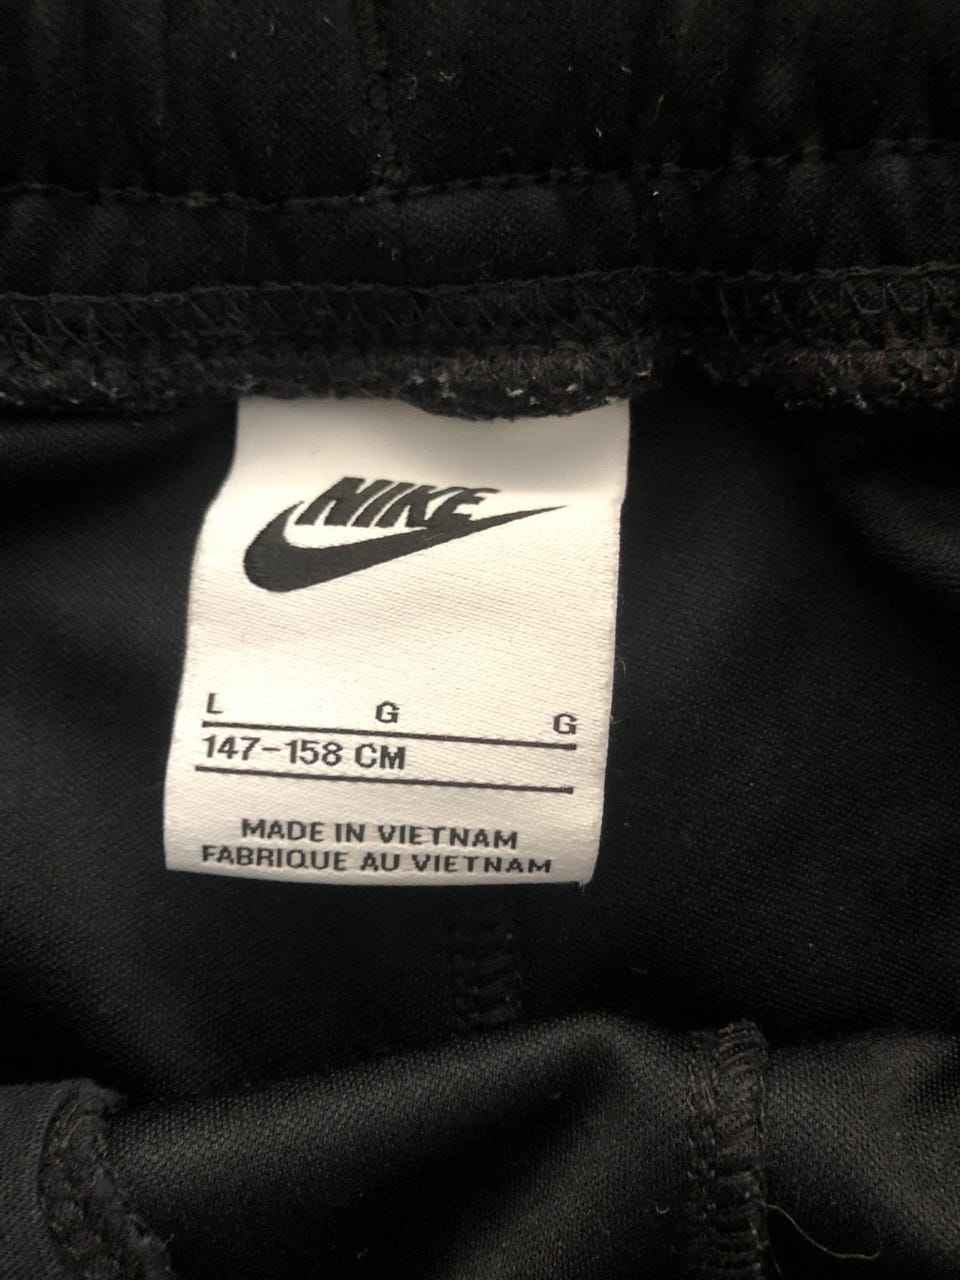 NIKE
L G G
147-158 CM
MADE IN VIETNAM
FABRIQUE AU VIETNAM